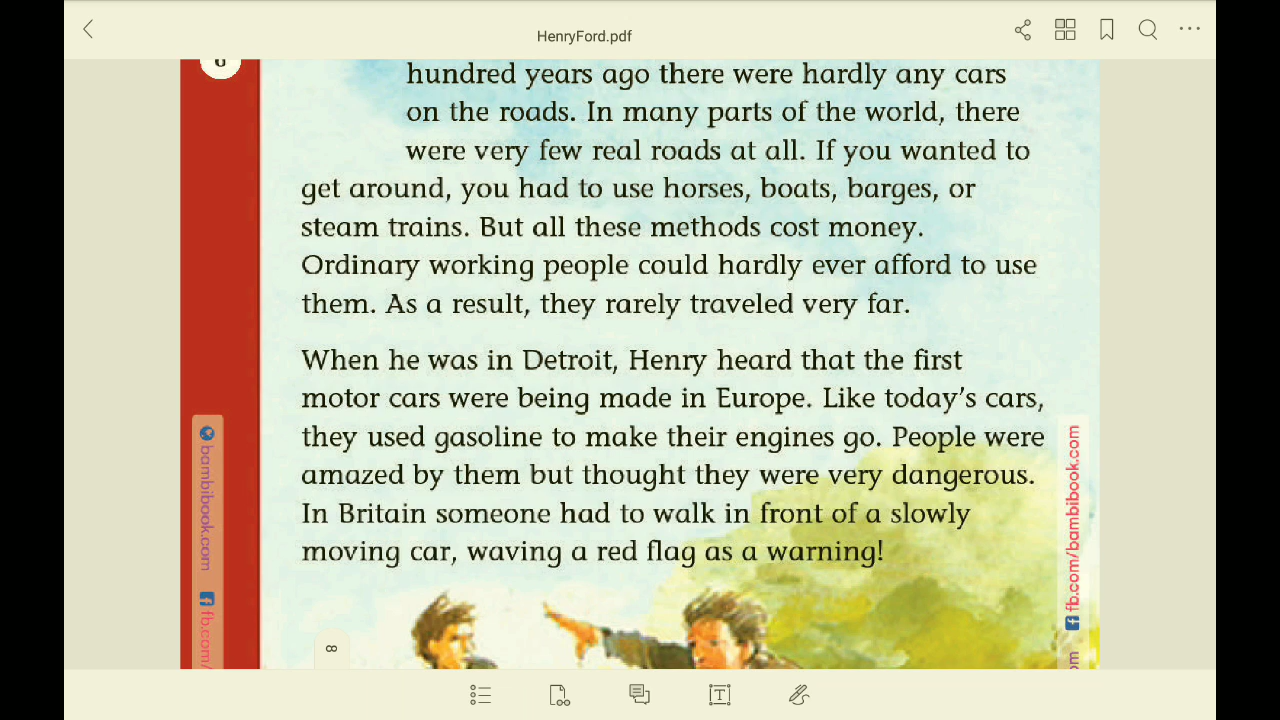 HenryFord.pdf
hundred years ago there were hardly any cars
on the roads. In many parts of the world, there
were very few real roads at all. If you wanted to
get around, you had to use horses, boats, barges, or
steam trains. But all these methods cost money.
Ordinary working people could hardly ever afford to use
them. As a result, they rarely traveled very far.
When he was in Detroit, Henry heard that the first
motor cars were being made in Europe. Like today's cars,
they used gasoline to make their engines go. People were
amazed by them but thought they were very dangerous.
In Britain someone had to walk in front of a slowly
moving car, waving a red flag as a warning!
bambibook.com
fb.com/
fb.com/bambibook.com
om
8
T